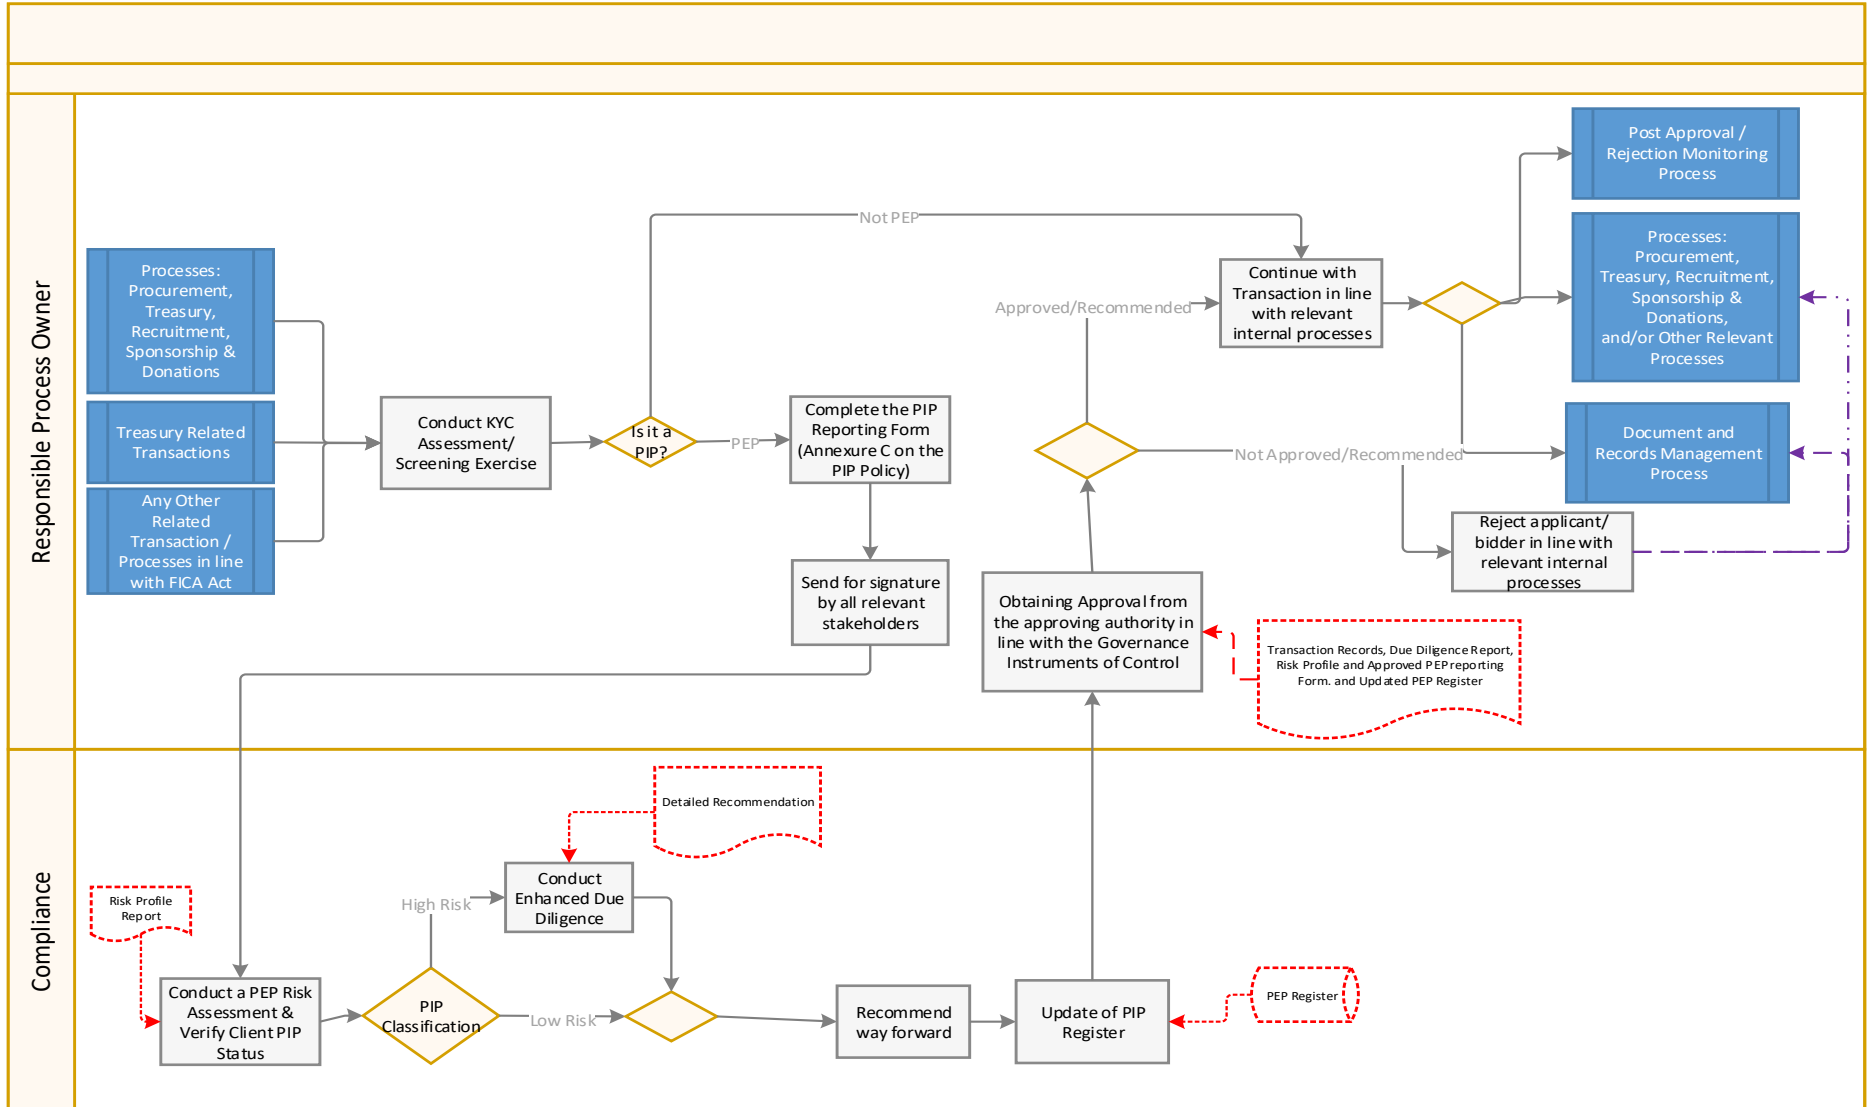 Responsible Process Owner
Processes:
Procurement,
Treasury,
Recruitment,
Sponsorship &
Donations
Treasury Related
Transactions
Any Other
Related
Transaction /
Processes in line
with FICA Act
Conduct KYC
Assessment/
Screening Exercise
Is it a
PIP?
Not PEP
PEP
Complete the PIP
Reporting Form
(Annexure C on the
PIP Policy)
Send for signature
by all relevant
stakeholders
Approved/Recommended
Not Approved/Recommended
Obtaining Approval from
the approving authority in
line with the Governance
Instruments of Control
Transaction Records, Due Diligence Report,
Risk Profile and Approved PEP reporting
Form. and Updated PEP Register
Continue with
Transaction in line
with relevant
internal processes
Post Approval /
Rejection Monitoring
Process
Processes:
Procurement,
Treasury, Recruitment,
Sponsorship &
Donations,
and/or Other Relevant
Processes
Document and
Records Management
Process
Reject applicant/
bidder in line with
relevant internal
processes
Compliance
Risk Profile
Report
Conduct a PEP Risk
Assessment &
Verify Client PIP
Status
PIP
Classification
High Risk
Low Risk
Conduct
Enhanced Due
Diligence
Detailed Recommendation
Recommend
way forward
Update of PIP
Register
PEP Register